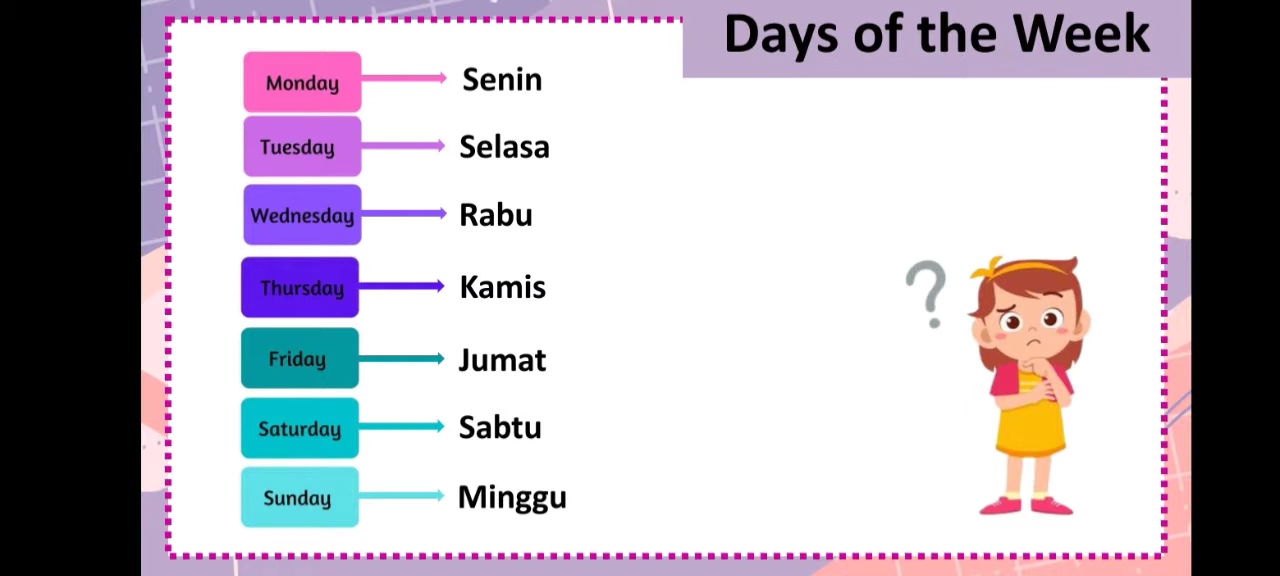 Days of the Week
Monday Senin
Tuesday Selasa
Wednesday Rabu
Thursday Kamis
Friday Jumat
Saturday Sabtu
Sunday Minggu
?